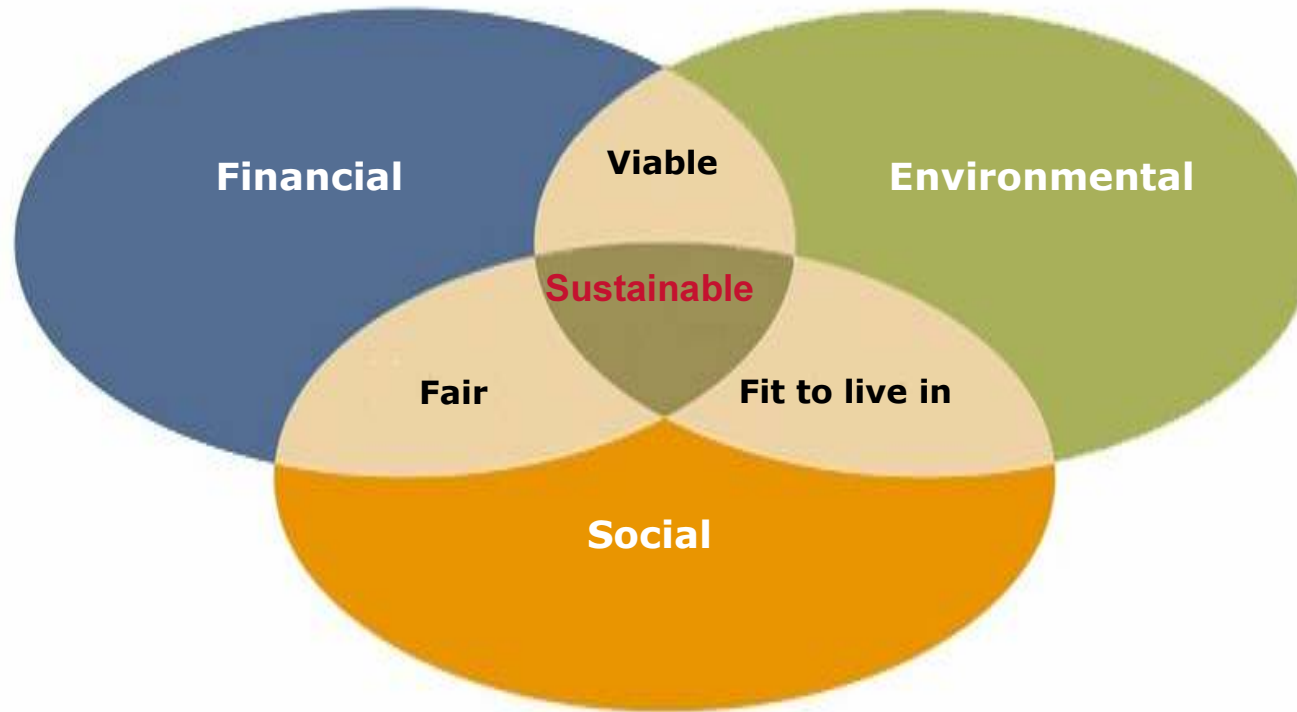 Viable
Financial
Environmental
Sustainable
Fair
Fit to live in
Social